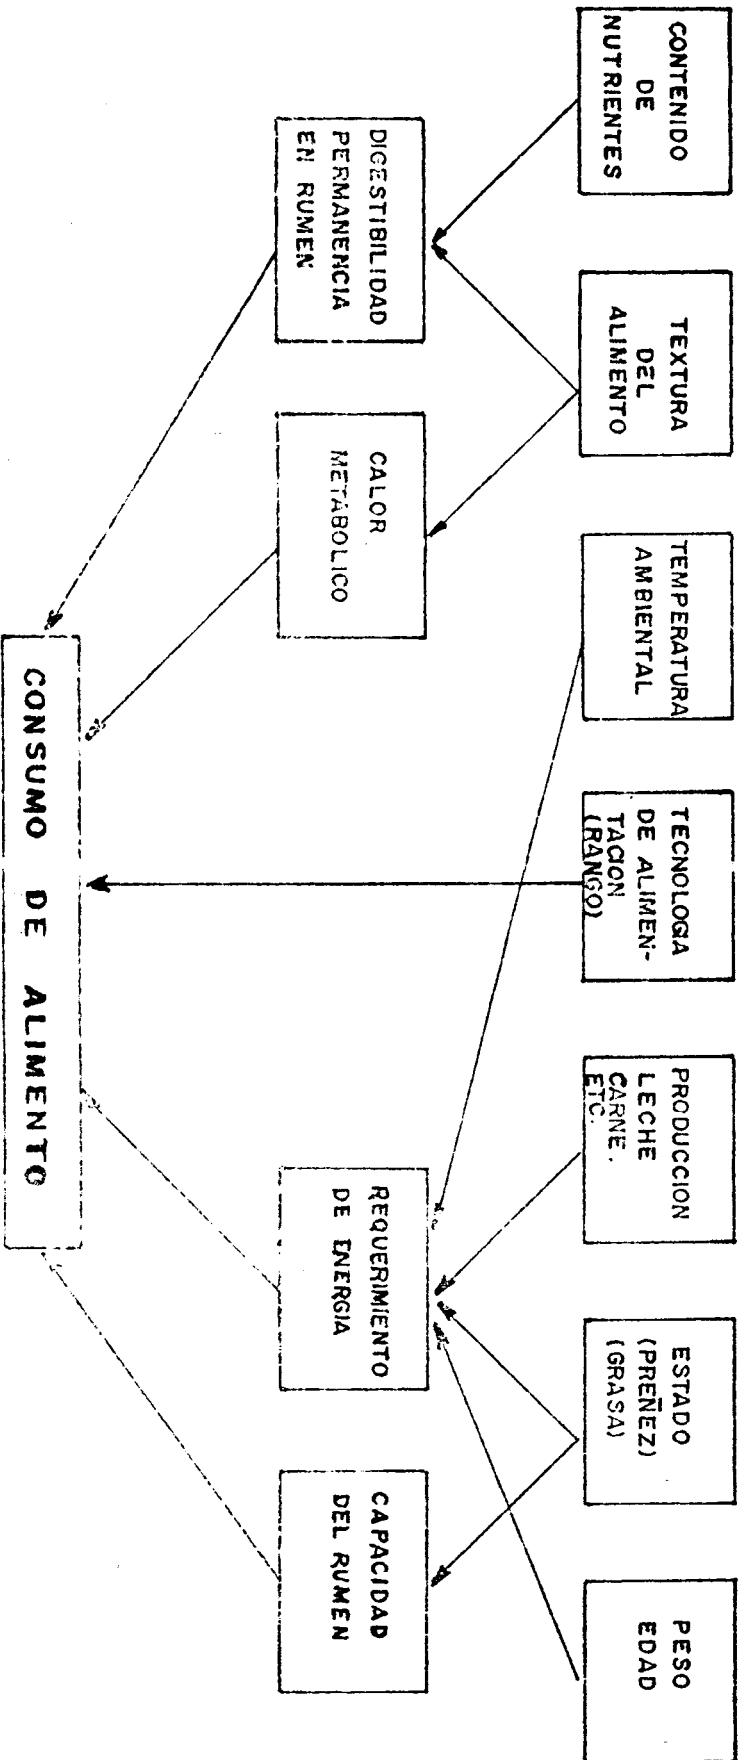 CONTENIDO
DE
NUTRIENTES
TEXTURA
DEL
ALIMENTO
TEMPERATURA
AMBIENTAL
TECNOLOGIA
DE ALIMEN-
TACION
(RANGO)
PRODUCCION
LECHE
CARNE.
ETC.
ESTADO
(PREÑEZ)
(GRASA)
PESO
EDAD
DIGESTIBILIDAD
PERMANENCIA
EN RUMEN
CALOR
METABOLICO
REQUERIMIENTO
DE ENERGIA
CAPACIDAD
DEL RUMEN
CONSUMO DE ALIMENTO